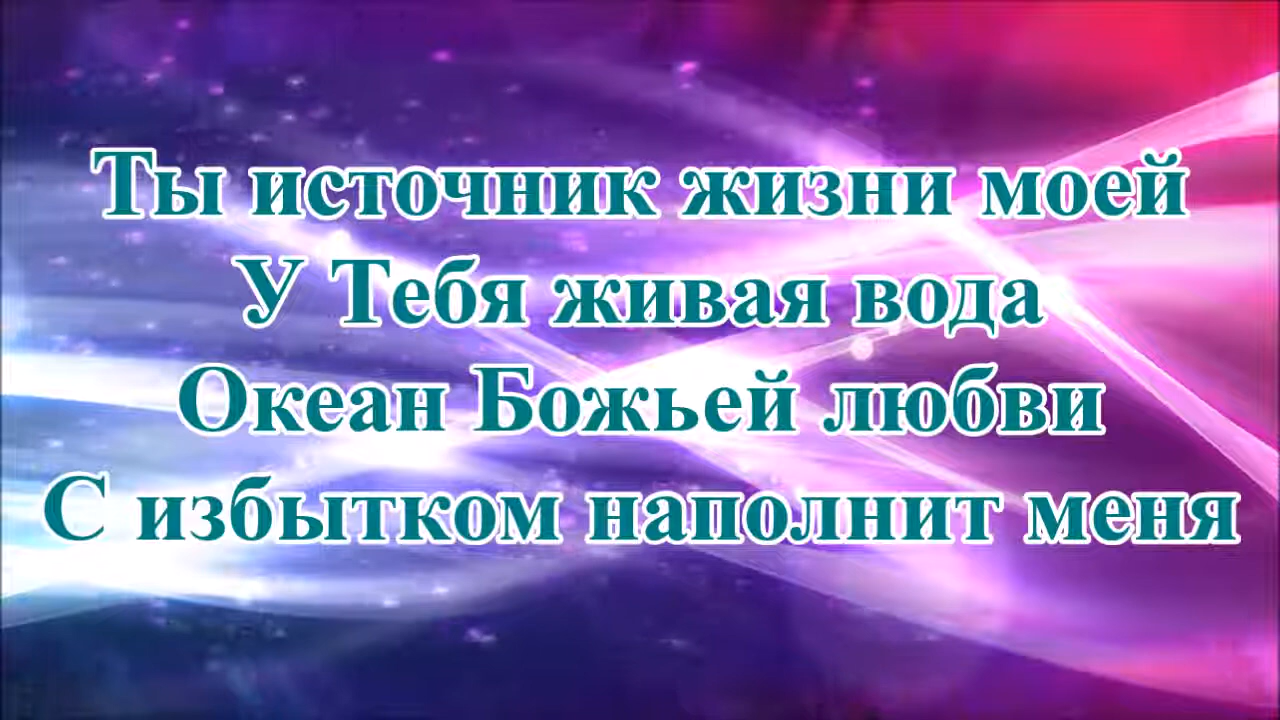 Ты источник жизни моей
У Тебя живая вода
Океан Божьей любви
С избытком наполнит меня